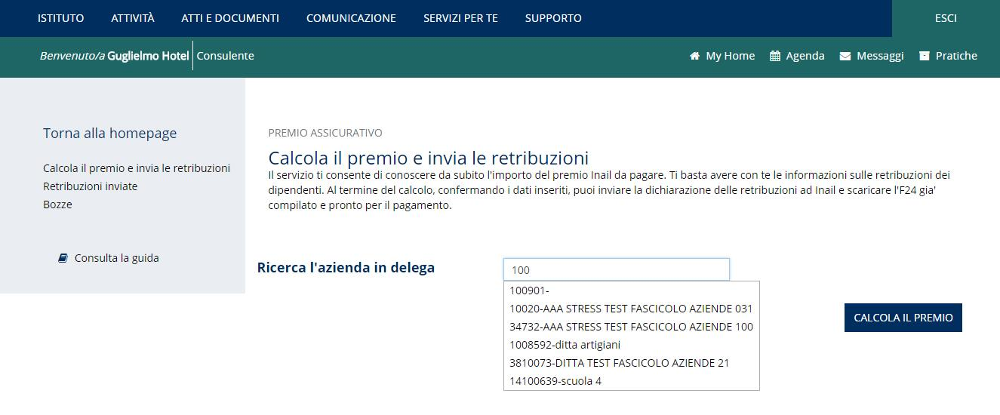 ISTITUTO ATTIVITÀ ATTI E DOCUMENTI COMUNICAZIONE SERVIZI PER TE SUPPORTO ESCI
Benvenuto/a Guglielmo Hotel Consulente My Home Agenda Messaggi Pratiche
Torna alla homepage
Calcola il premio e invia le retribuzioni
Retribuzioni inviate
Bozze
Consulta la guida
PREMIO ASSICURATIVO
Calcola il premio e invia le retribuzioni
Il servizio ti consente di conoscere da subito l'importo del premio Inail da pagare. Ti basta avere con te le informazioni sulle retribuzioni dei
dipendenti. Al termine del calcolo, confermando i dati inseriti, puoi inviare la dichiarazione delle retribuzioni ad Inail e scaricare l'F24 gia'
compilato e pronto per il pagamento.
Ricerca l'azienda in delega 100
100901-
10020-AAA STRESS TEST FASCICOLO AZIENDE 031
34732-AAA STRESS TEST FASCICOLO AZIENDE 100
1008592-ditta artigiani
3810073-DITTA TEST FASCICOLO AZIENDE 21
14100639-scuola 4
CALCOLA IL PREMIO